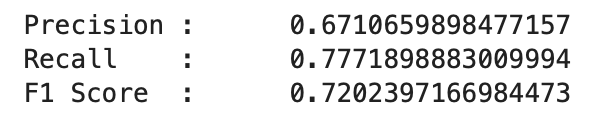 Precision :      0.6710659898477157
Recall    :      0.7771898883009994
F1 Score  :      0.7202397166984473